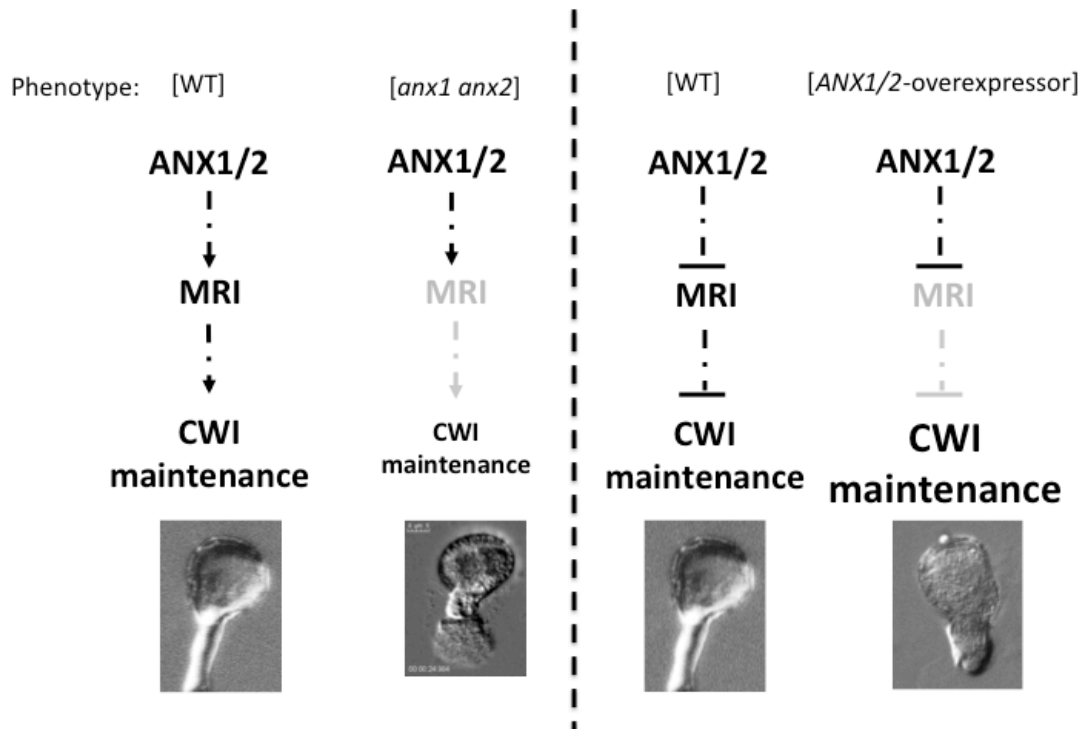 Phenotype: [WT] [anx1 anx2] [WT] [ANX1/2-overexpressor]
ANX1/2 ANX1/2 ANX1/2 ANX1/2
MRI MRI MRI MRI
CWI CWI CWI CWI
maintenance maintenance maintenance maintenance